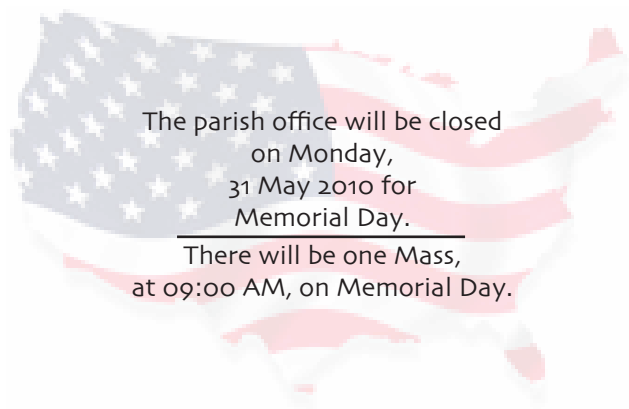 The parish office will be closed
on Monday,
31 May 2010 for
Memorial Day.
There will be one Mass,
at 09:00 AM, on Memorial Day.